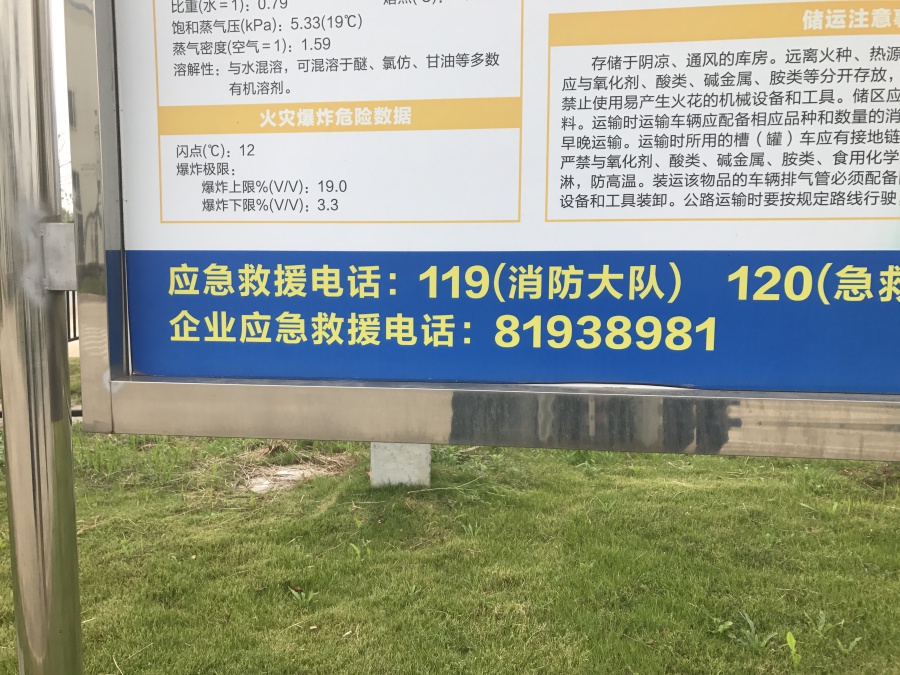 比重(水=1)：0.79
饱和蒸气压(kPa)：5.33(19℃)
蒸气密度(空气=1)：1.59
溶解性：与水混溶，可混溶于醚、氯仿、甘油等多数
有机溶剂。
火灾爆炸危险数据
闪点(℃)：12
爆炸极限：
爆炸上限%(V/V)：19.0
爆炸下限%(V/V)：3.3
储运注意事
存储于阴凉、通风的库房。远离火种、热源
应与氧化剂、酸类、碱金属、胺类等分开存放，
禁止使用易产生火花的机械设备和工具。储区应
料。运输时运输车辆应配备相应品种和数量的消
早晚运输。运输时所用的槽（罐）车应有接地链
严禁与氧化剂、酸类、碱金属、胺类、食用化学
淋，防高温。装运该物品的车辆排气管必须配备
设备和工具装卸。公路运输时要按规定路线行驶，
应急救援电话：119(消防大队） 120(急救
企业应急救援电话：81938981